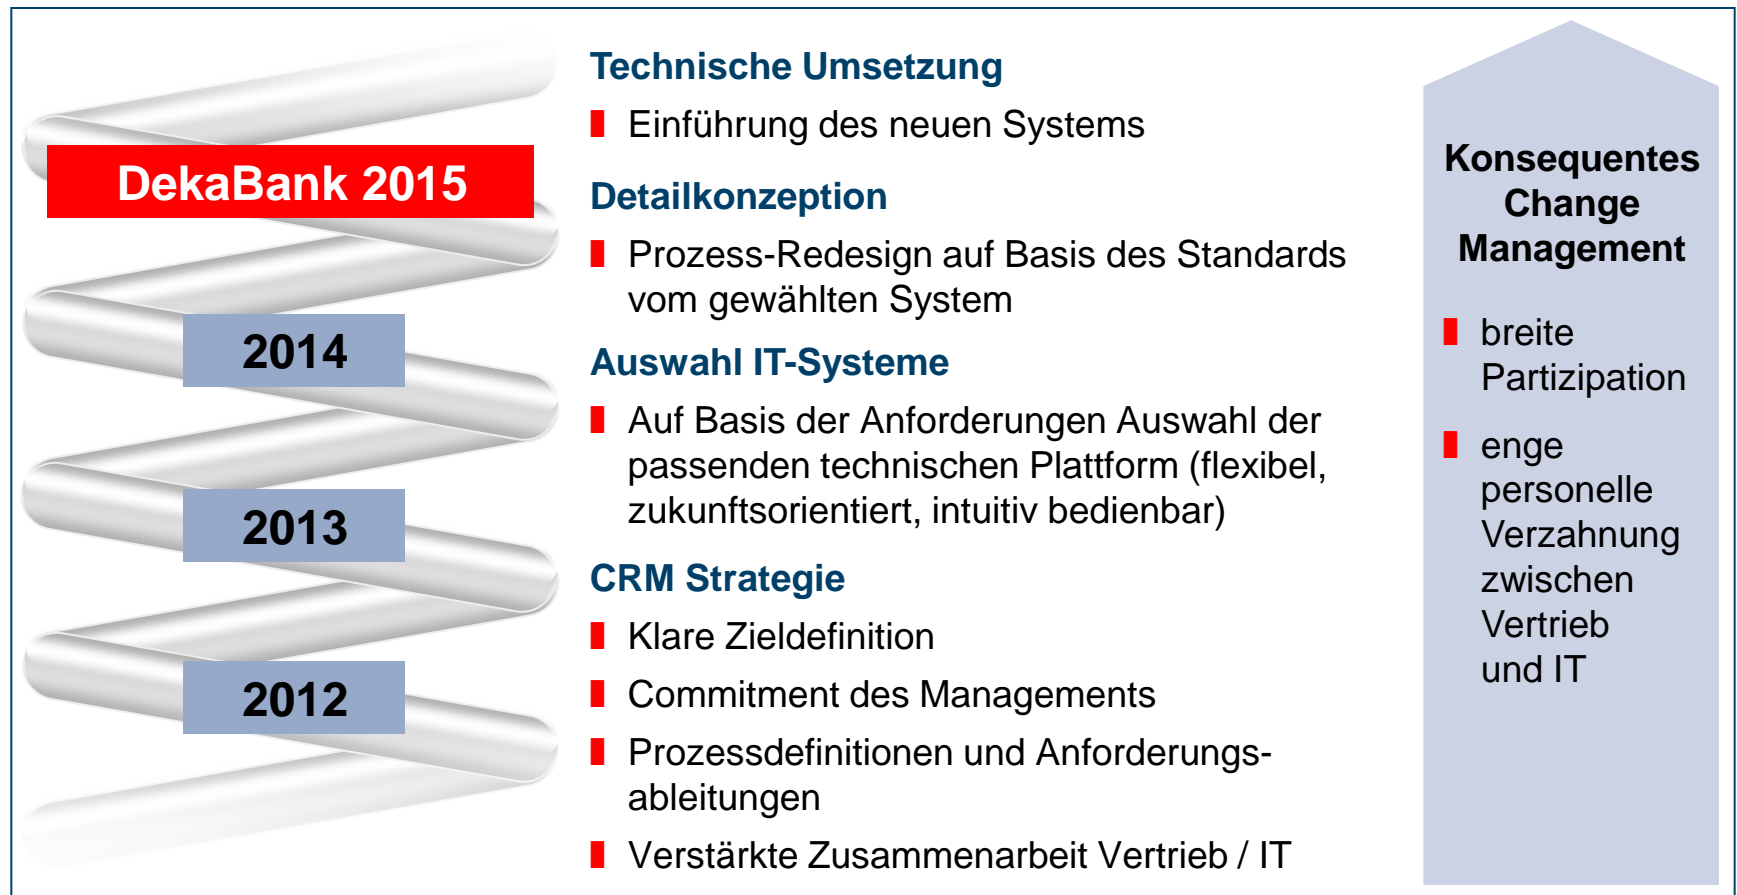 DekaBank 2015
2014
2013
2012
Technische Umsetzung
Einführung des neuen Systems
Detailkonzeption
Prozess-Redesign auf Basis des Standards
vom gewählten System
Auswahl IT-Systeme
Auf Basis der Anforderungen Auswahl der
passenden technischen Plattform (flexibel,
zukunftsorientiert, intuitiv bedienbar)
CRM Strategie
Klare Zieldefinition
Commitment des Managements
Prozessdefinitionen und Anforderungs-
ableitungen
Verstärkte Zusammenarbeit Vertrieb / IT
Konsequentes
Change
Management
breite
Partizipation
enge
personelle
Verzahnung
zwischen
Vertrieb
und IT